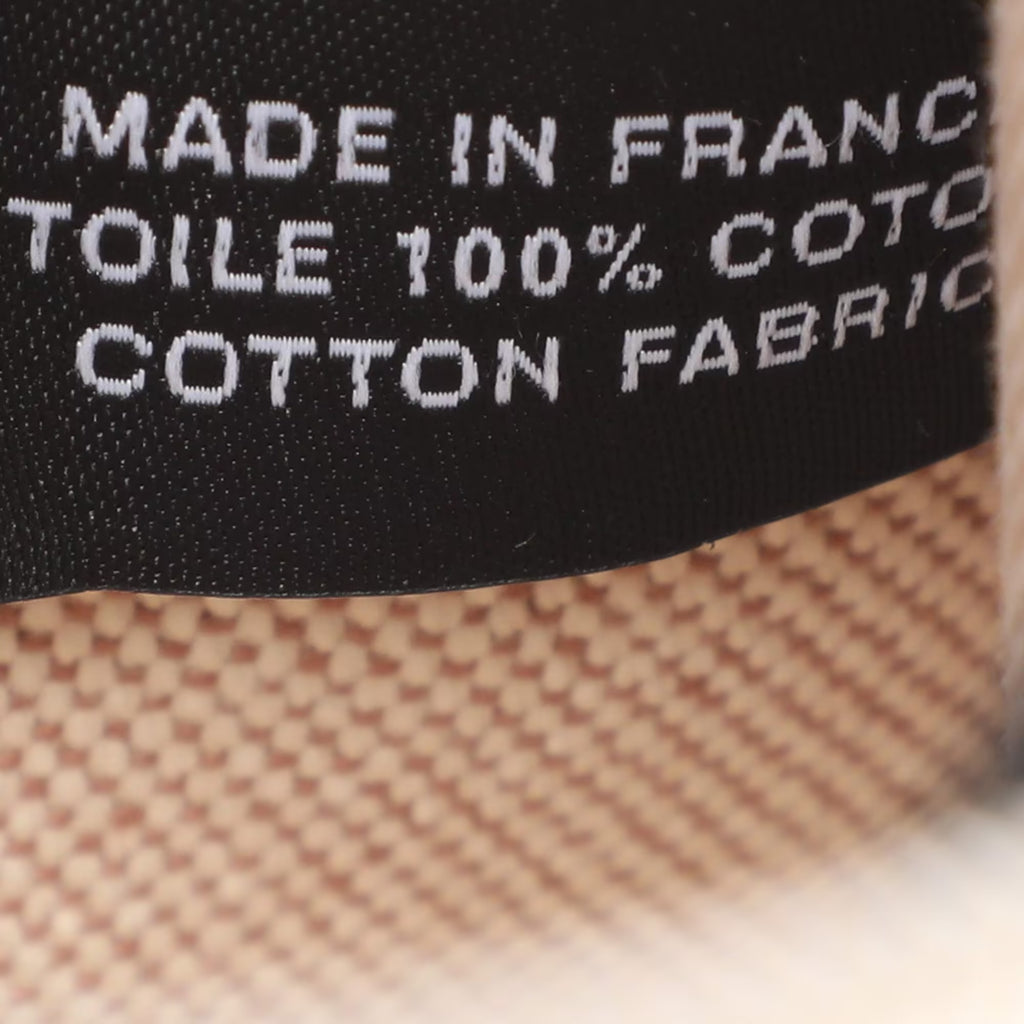 MADE IN FRANC
TOILE 100% COTO
COTTON FABRIC